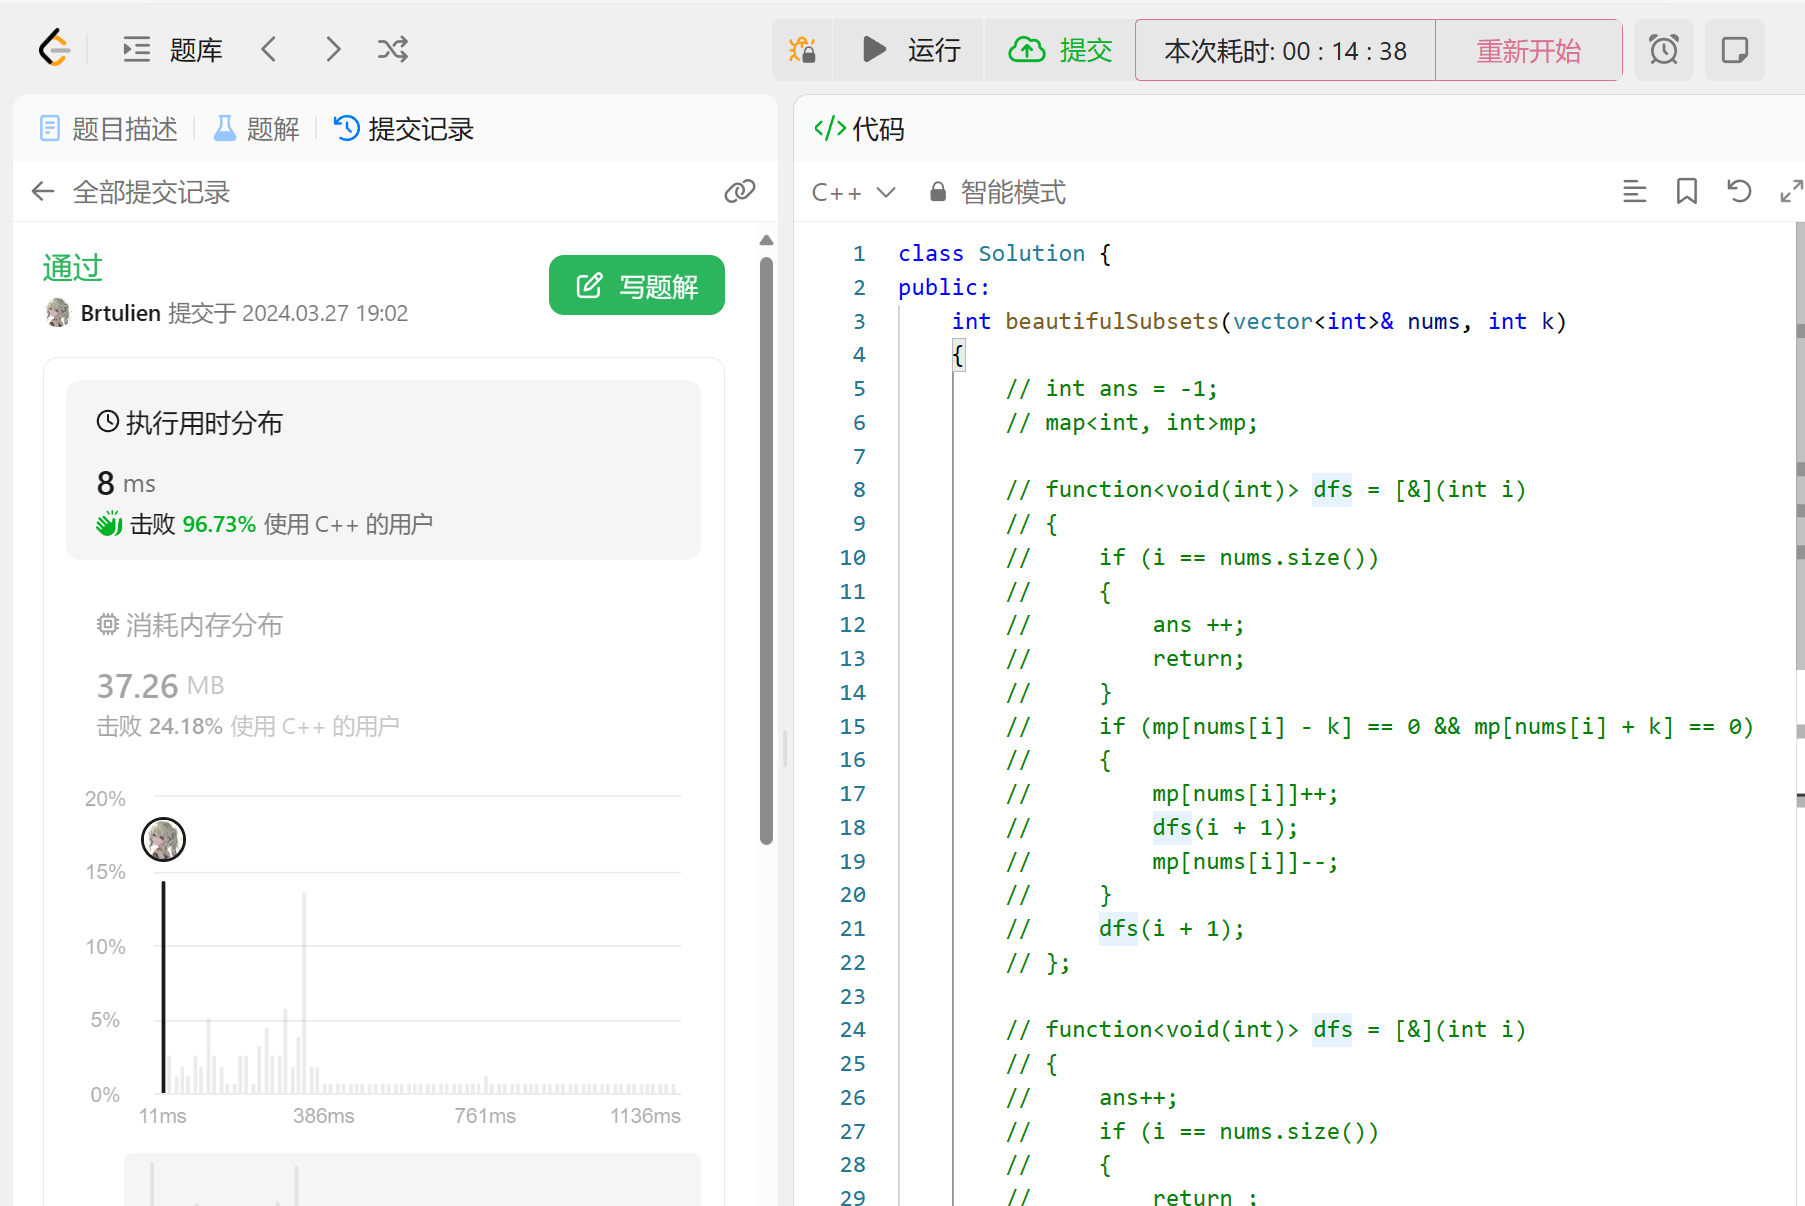 题库
运行
提交
本次耗时: 00 : 14 : 38
重新开始
题目描述
题解
提交记录
全部提交记录
通过
Brtulien 提交于 2024.03.27 19:02
写题解
执行用时分布
8 ms
击败 96.73% 使用 C++ 的用户
消耗内存分布
37.26 MB
击败 24.18% 使用 C++ 的用户
20%
15%
10%
5%
0%
11ms 386ms 761ms 1136ms
</>代码
C++ 智能模式
1 class Solution {
2 public:
3     int beautifulSubsets(vector<int>& nums, int k)
4     {
5         // int ans = -1;
6         // map<int, int>mp;
7
8         // function<void(int)> dfs = [&](int i)
9         // {
10         //     if (i == nums.size())
11         //     {
12         //         ans ++;
13         //         return;
14         //     }
15         //     if (mp[nums[i] - k] == 0 && mp[nums[i] + k] == 0)
16         //     {
17         //         mp[nums[i]]++;
18         //         dfs(i + 1);
19         //         mp[nums[i]]--;
20         //     }
21         //     dfs(i + 1);
22         // };
23
24         // function<void(int)> dfs = [&](int i)
25         // {
26         //     ans++;
27         //     if (i == nums.size())
28         //     {
29         //         return ;